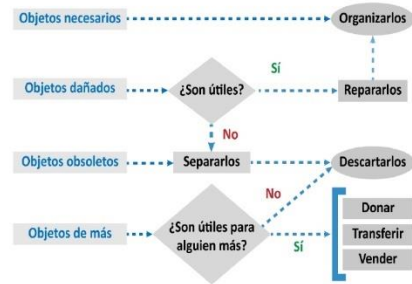 Objetos necesarios
Organizarlos
Sí
Objetos dañados
¿Son útiles?
Repararlos
No
Objetos obsoletos
Separarlos
Descartarlos
No
Donar
¿Son útiles para
alguien más?
Objetos de más
Sí
Transferir
Vender